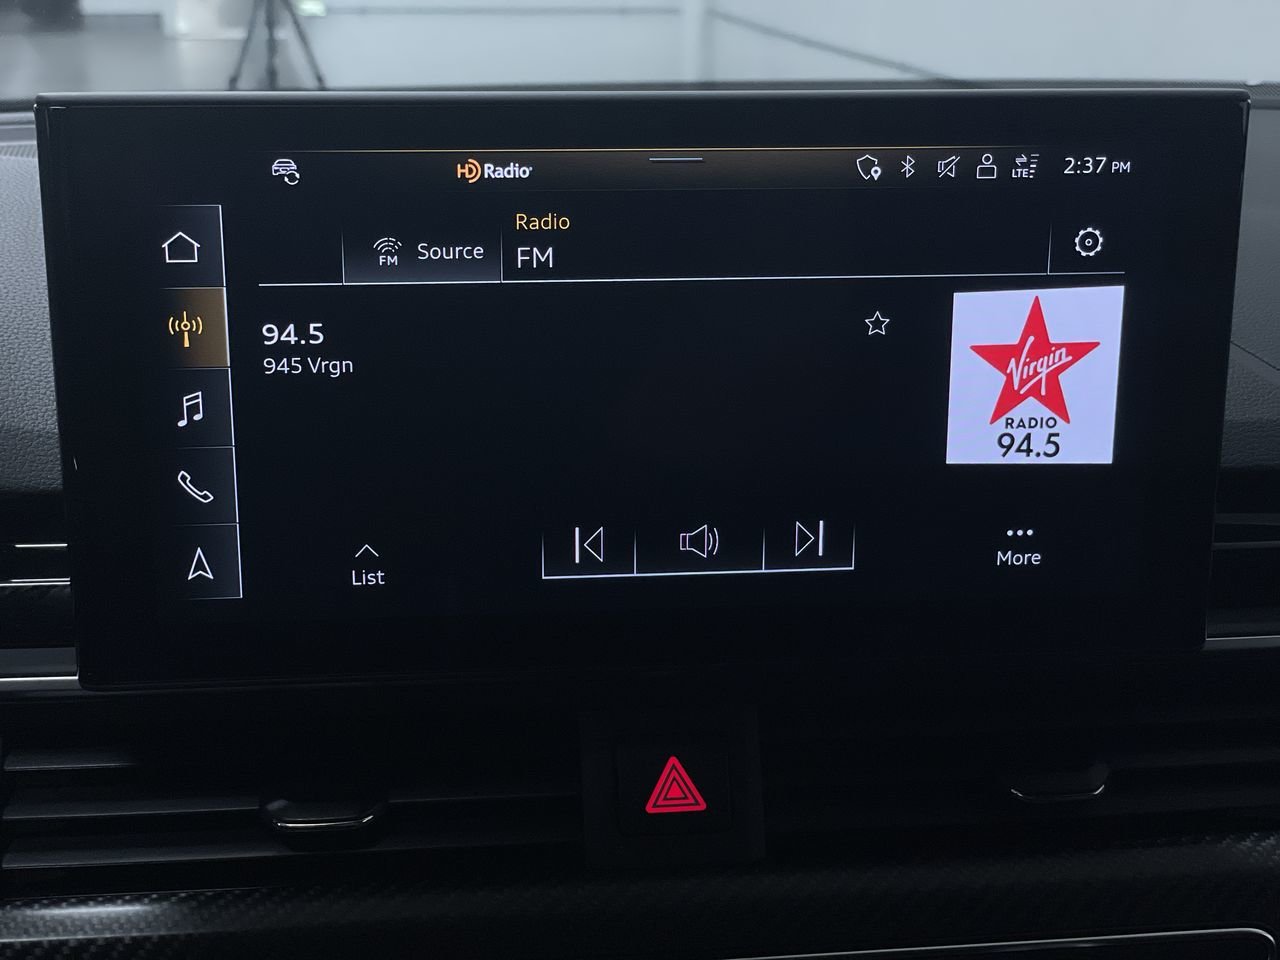 HD Radio
LTE
2:37 PM
Radio
FM
Source
FM
94.5
945 Vrgn
Virgin
RADIO
94.5
List
More